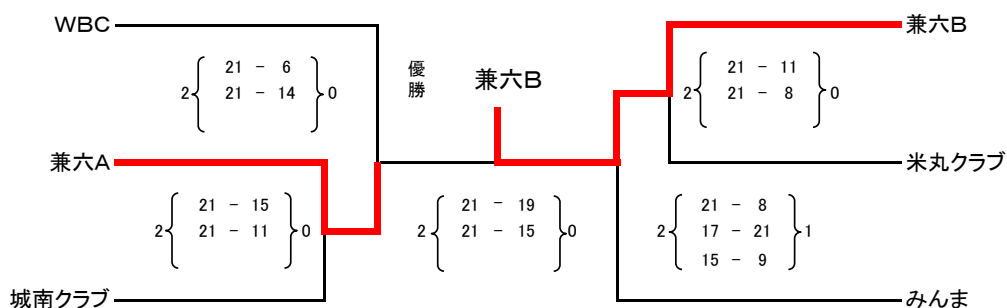 WBC
兼六B
優勝
兼六B
2 { 21 - 6 } 0
21 - 14
2 { 21 - 11 } 0
21 - 8
兼六A
米丸クラブ
2 { 21 - 15 } 0
21 - 11
2 { 21 - 19 } 0
21 - 15
2 { 21 - 8 } 1
17 - 21
15 - 9
城南クラブ
みんま